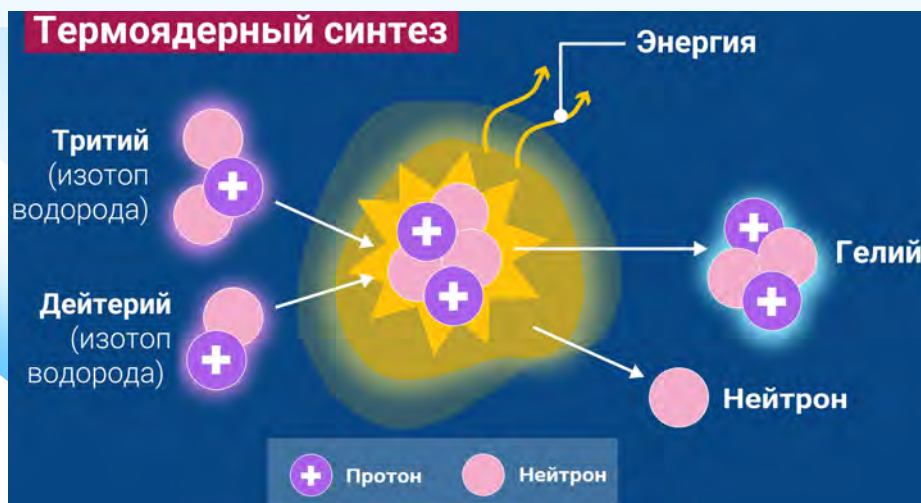 Термоядерный синтез
Энергия
Тритий
(изотоп
водорода)
Гелий
Дейтерий
(изотоп
водорода)
Нейтрон
Протон
Нейтрон